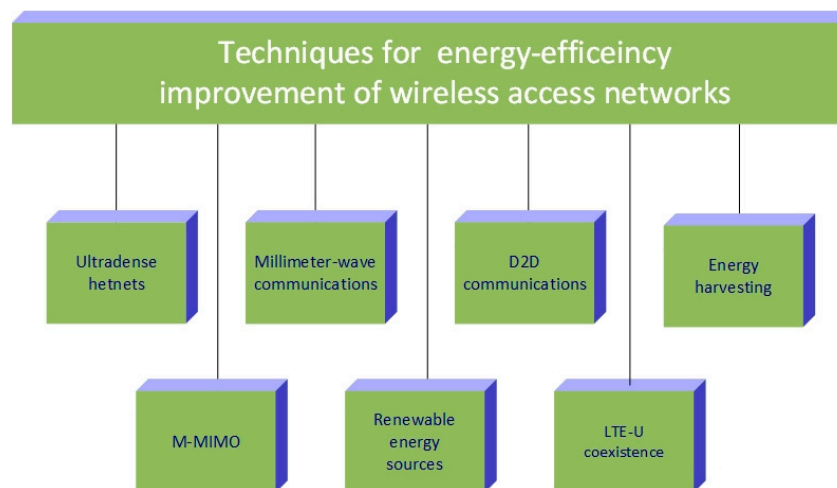 Techniques for energy-efficeincy
improvement of wireless access networks
Ultradense
hetnets
Millimeter-wave
communications
D2D
communications
Energy
harvesting
M-MIMO
Renewable
energy
sources
LTE-U
coexistence